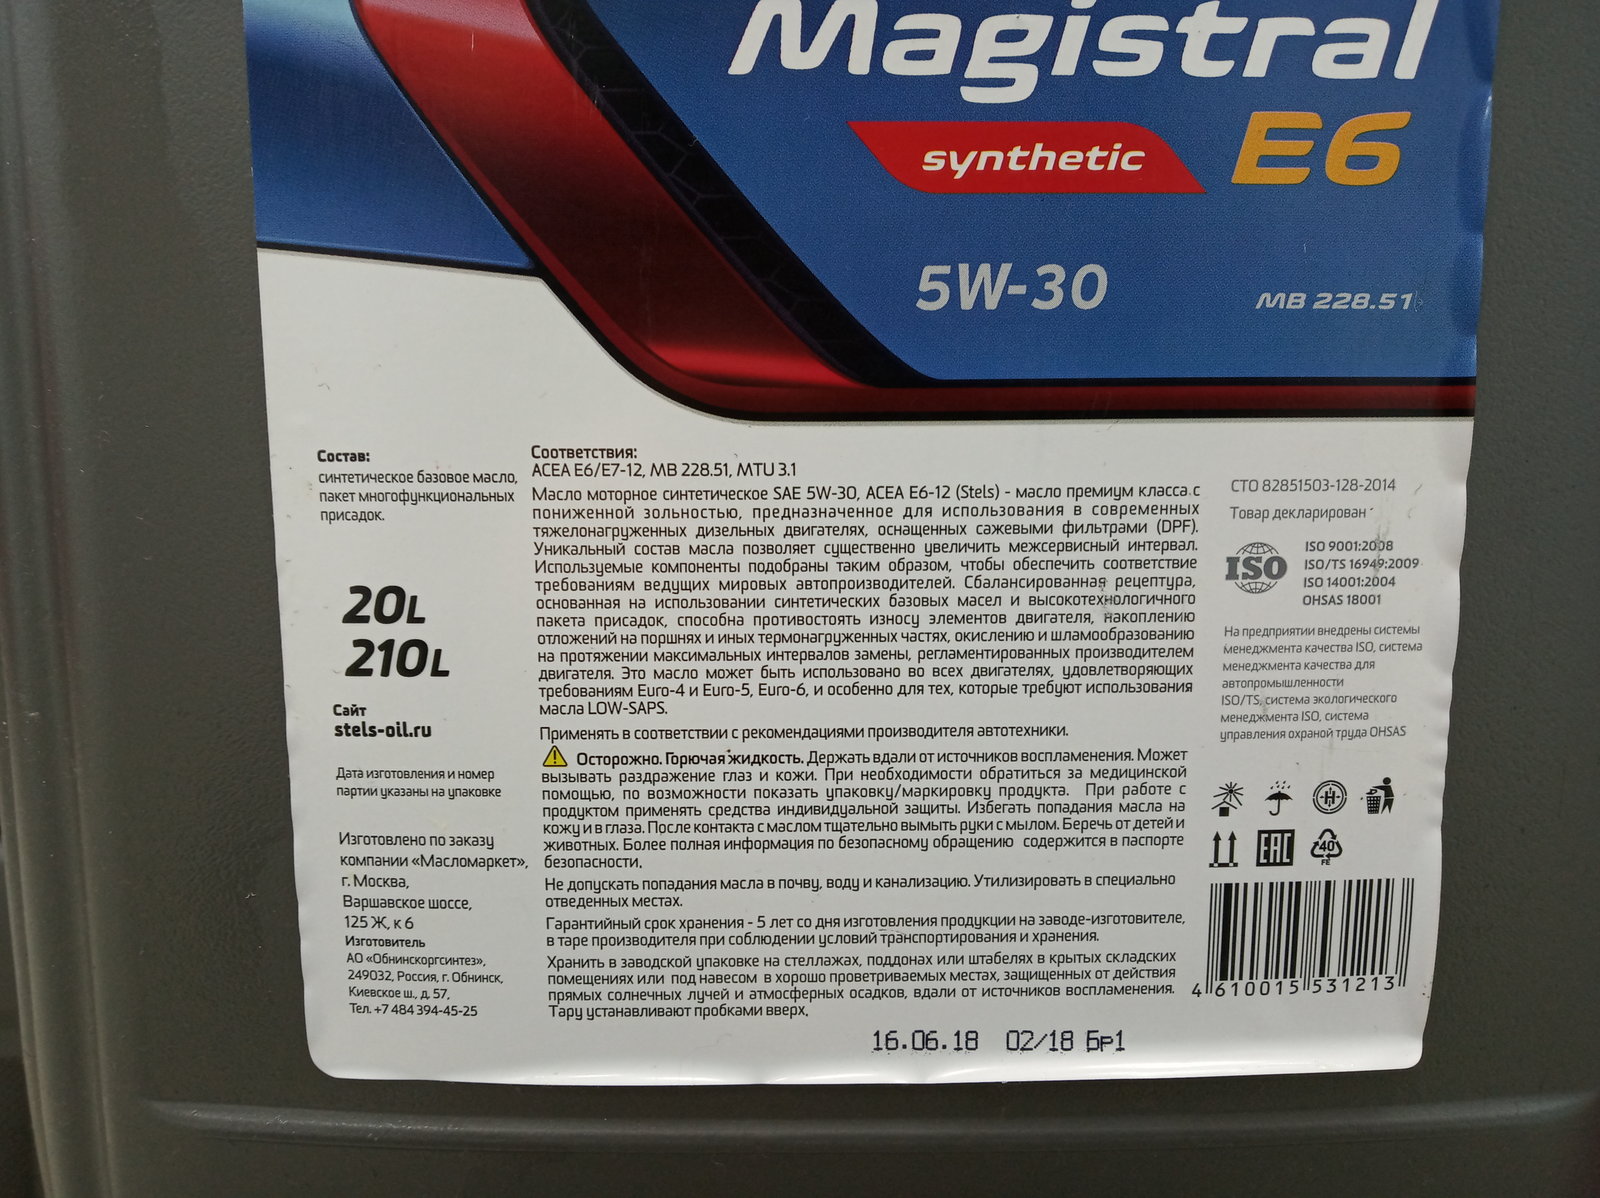 Magistral
synthetic E6
5W-30
MB 228.51
Состав:
синтетическое базовое масло,
пакет многофункциональных
присадок.
20L
210L
Сайт
stels-oil.ru
Дата изготовления и номер
партии указаны на упаковке
Изготовлено по заказу
компании «Масломаркет»,
г. Москва,
Варшавское шоссе,
125 Ж, к 6
Изготовитель
АО «Обнинскоргсинтез»,
249032, Россия, г. Обнинск,
Киевское ш., д. 57,
Тел. +7 484 394-45-25
Соответствия:
ACEA E6/E7-12, MB 228.51, MTU 3.1
Масло моторное синтетическое SAE 5W-30, ACEA E6-12 (Stels) - масло премиум класса с
пониженной зольностью, предназначенное для использования в современных
тяжелонагруженных дизельных двигателях, оснащенных сажевыми фильтрами (DPF).
Уникальный состав масла позволяет существенно увеличить межсервисный интервал.
Используемые компоненты подобраны таким образом, чтобы обеспечить соответствие
требованиям ведущих мировых автопроизводителей. Сбалансированная рецептура,
основанная на использовании синтетических базовых масел и высокотехнологичного
пакета присадок, способна противостоять износу элементов двигателя, накоплению
отложений на поршнях и иных термонагруженных частях, окислению и шламообразованию
на протяжении максимальных интервалов замены, регламентированных производителем
двигателя. Это масло может быть использовано во всех двигателях, удовлетворяющих
требованиям Euro-4 и Euro-5, Euro-6, и особенно для тех, которые требуют использования
масла LOW-SAPS.
Применять в соответствии с рекомендациями производителя автотехники.
Осторожно. Горючая жидкость. Держать вдали от источников воспламенения. Может
вызывать раздражение глаз и кожи. При необходимости обратиться за медицинской
помощью, по возможности показать упаковку/маркировку продукта. При работе с
продуктом применять средства индивидуальной защиты. Избегать попадания масла на
кожу и в глаза. После контакта с маслом тщательно вымыть руки с мылом. Беречь от детей и
животных. Более полная информация по безопасному обращению содержится в паспорте
безопасности.
Не допускать попадания масла в почву, воду и канализацию. Утилизировать в специально
отведенных местах.
Гарантийный срок хранения - 5 лет со дня изготовления продукции на заводе-изготовителе,
в таре производителя при соблюдении условий транспортирования и хранения.
Хранить в заводской упаковке на стеллажах, поддонах или штабелях в крытых складских
помещениях или под навесом в хорошо проветриваемых местах, защищенных от действия
прямых солнечных лучей и атмосферных осадков, вдали от источников воспламенения.
Тару устанавливают пробками вверх.
СТО 82851503-128-2014
Товар декларирован
ISO
ISO 9001:2008
ISO/TS 16949:2009
ISO 14001:2004
OHSAS 18001
На предприятии внедрены системы
менеджмента качества ISO, система
менеджмента качества для
автопромышленности
ISO/TS, система экологического
менеджмента ISO, система
управления охраной труда OHSAS
EAC
40
FE
4 610015 531213
16.06.18 02/18 Бр1